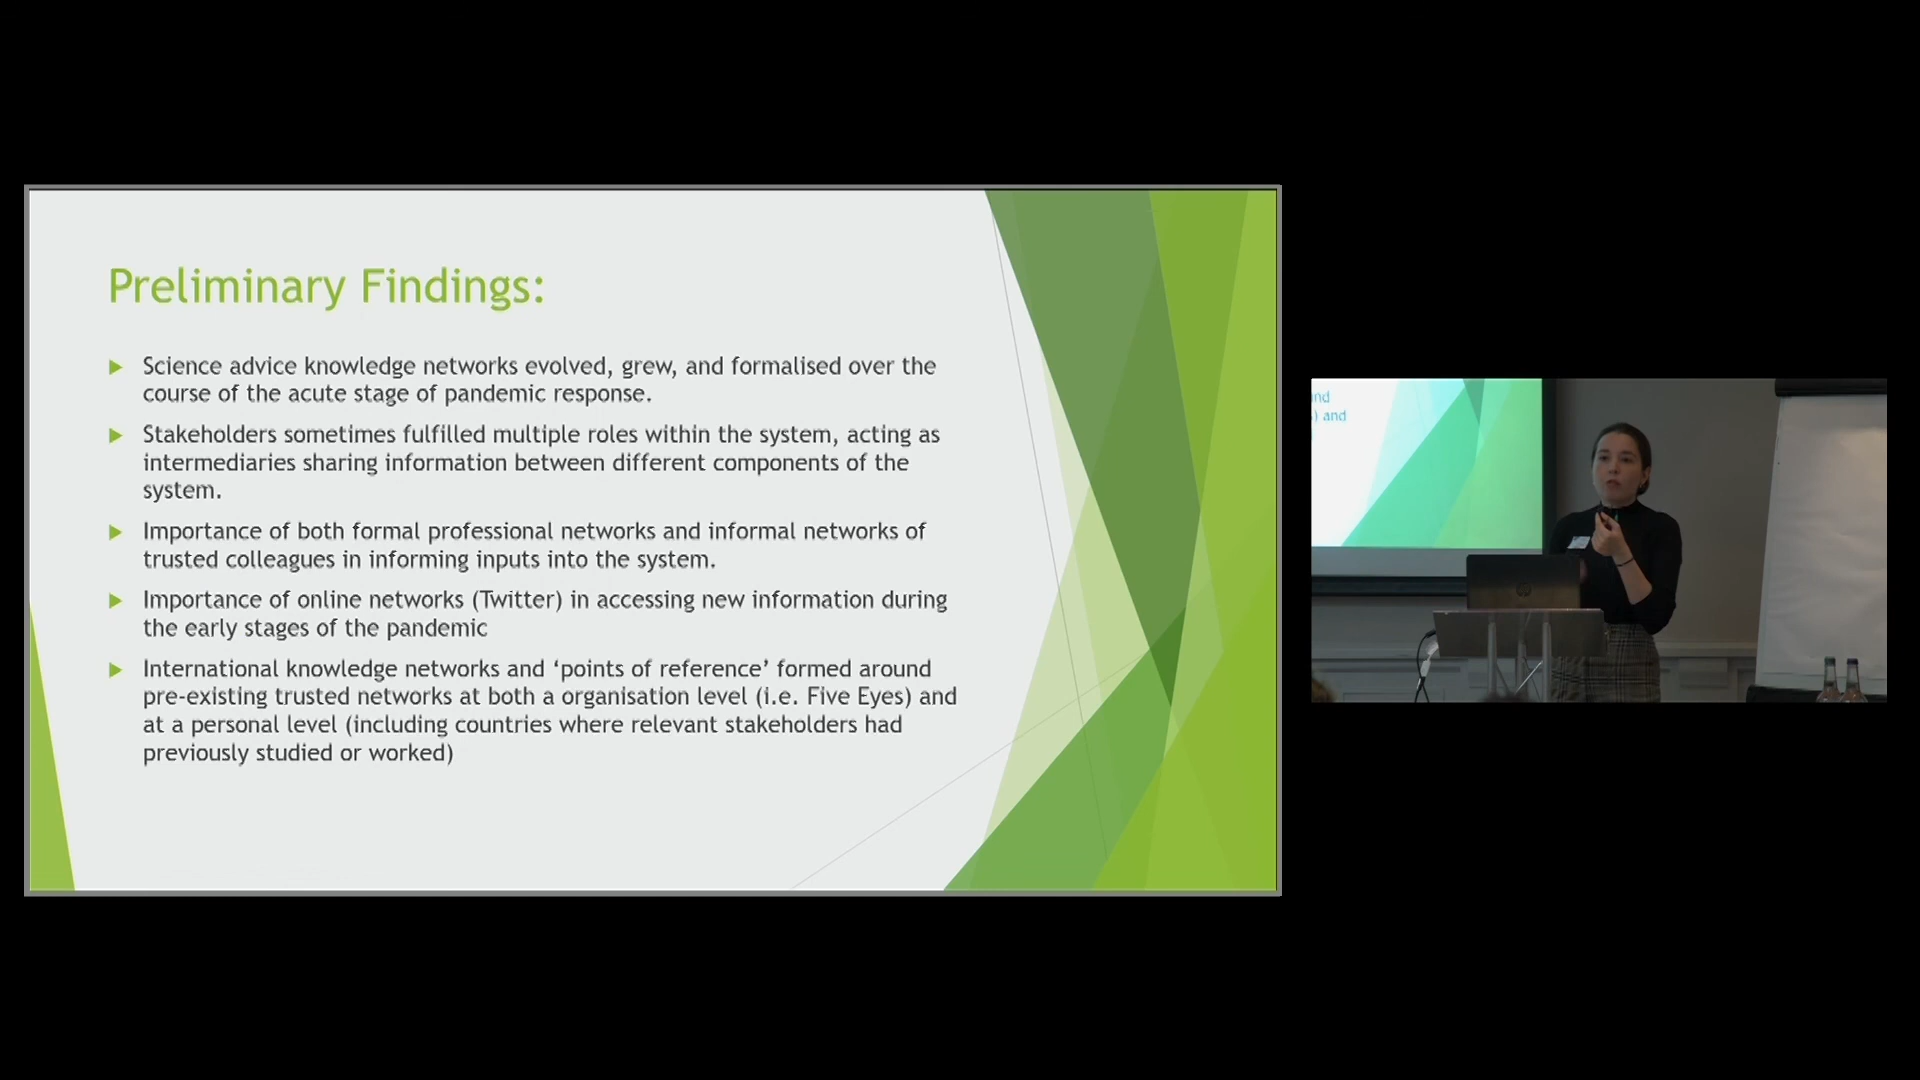 Preliminary Findings:
Science advice knowledge networks evolved, grew, and formalised over the
course of the acute stage of pandemic response.
Stakeholders sometimes fulfilled multiple roles within the system, acting as
intermediaries sharing information between different components of the
system.
Importance of both formal professional networks and informal networks of
trusted colleagues in informing inputs into the system.
Importance of online networks (Twitter) in accessing new information during
the early stages of the pandemic
International knowledge networks and ‘points of reference’ formed around
pre-existing trusted networks at both a organisation level (i.e. Five Eyes) and
at a personal level (including countries where relevant stakeholders had
previously studied or worked)
) and